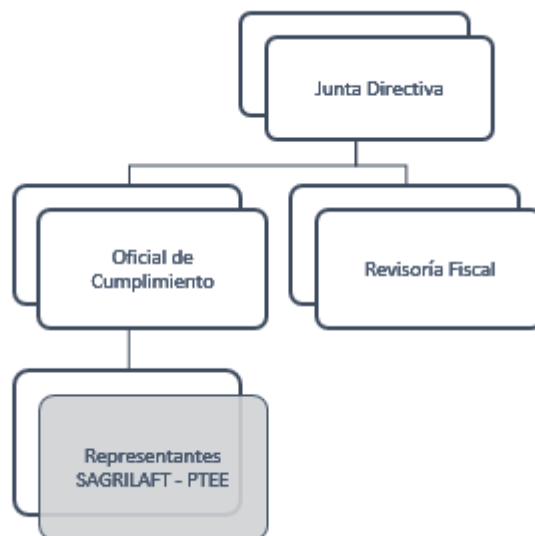 Junta Directiva
Oficial de
Cumplimiento
Revisoría Fiscal
Representantes
SAGRILAFT - PTEE